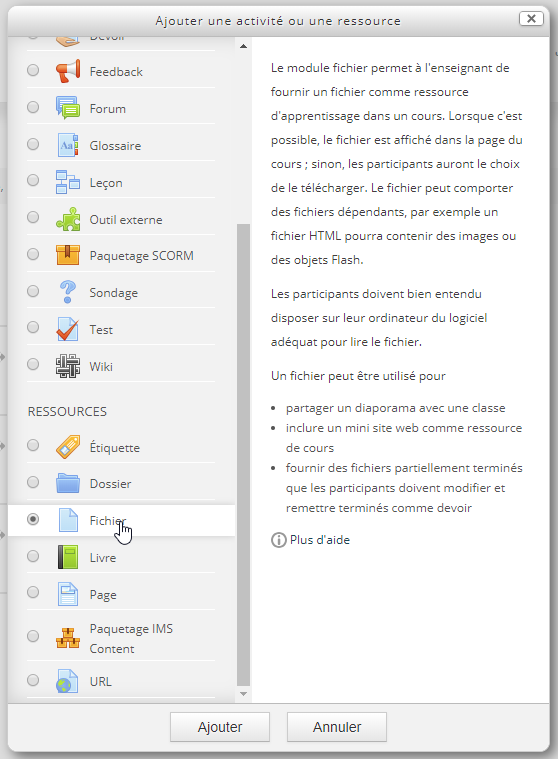 Ajouter une activité ou une ressource
Devoir
Feedback
Forum
Glossaire
Leçon
Outil externe
Paquetage SCORM
Sondage
Test
Wiki
RESSOURCES
Étiquette
Dossier
Fichier
Livre
Page
Paquetage IMS
Content
URL
Le module fichier permet à l'enseignant de
fournir un fichier comme ressource
d'apprentissage dans un cours. Lorsque c'est
possible, le fichier est affiché dans la page du
cours ; sinon, les participants auront le choix
de le télécharger. Le fichier peut comporter
des fichiers dépendants, par exemple un
fichier HTML pourra contenir des images ou
des objets Flash.
Les participants doivent bien entendu
disposer sur leur ordinateur du logiciel
adéquat pour lire le fichier.
Un fichier peut être utilisé pour
• partager un diaporama avec une classe
• inclure un mini site web comme ressource
de cours
• fournir des fichiers partiellement terminés
que les participants doivent modifier et
remettre terminés comme devoir
Plus d'aide
Ajouter
Annuler